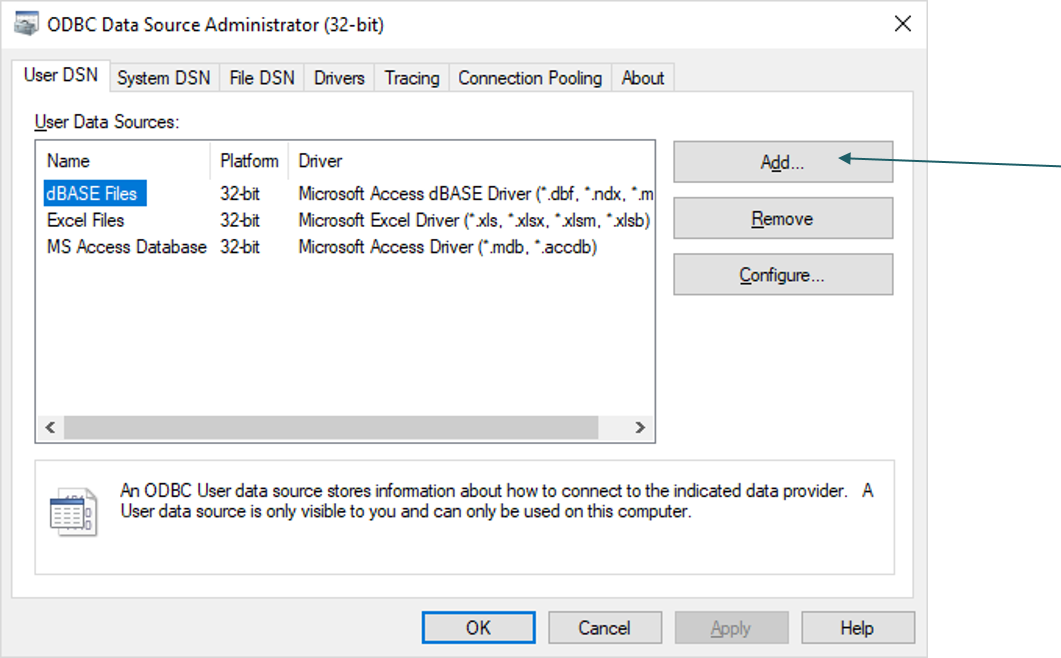 ODBC Data Source Administrator (32-bit)
User DSN System DSN File DSN Drivers Tracing Connection Pooling About
User Data Sources:
Name Platform Driver
dBASE Files 32-bit Microsoft Access dBASE Driver (*.dbf, *.ndx, *.m
Excel Files 32-bit Microsoft Excel Driver (*.xls, *.xlsx, *.xlsm, *.xlsb)
MS Access Database 32-bit Microsoft Access Driver (*.mdb, *.accdb)
Add...
Remove
Configure...
An ODBC User data source stores information about how to connect to the indicated data provider. A
User data source is only visible to you and can only be used on this computer.
OK Cancel Apply Help